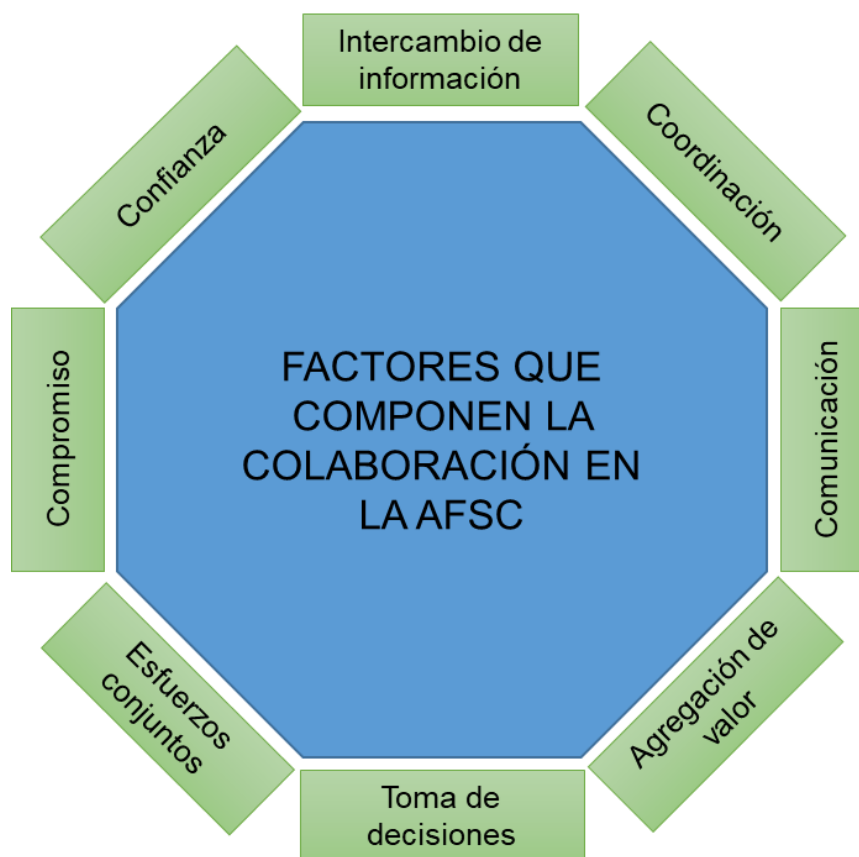 Intercambio de
información
Coordinación
Comunicación
Agregación de
valor
Toma de
decisiones
Esfuerzos
conjuntos
Compromiso
Confianza
FACTORES QUE
COMPONEN LA
COLABORACIÓN EN
LA AFSC